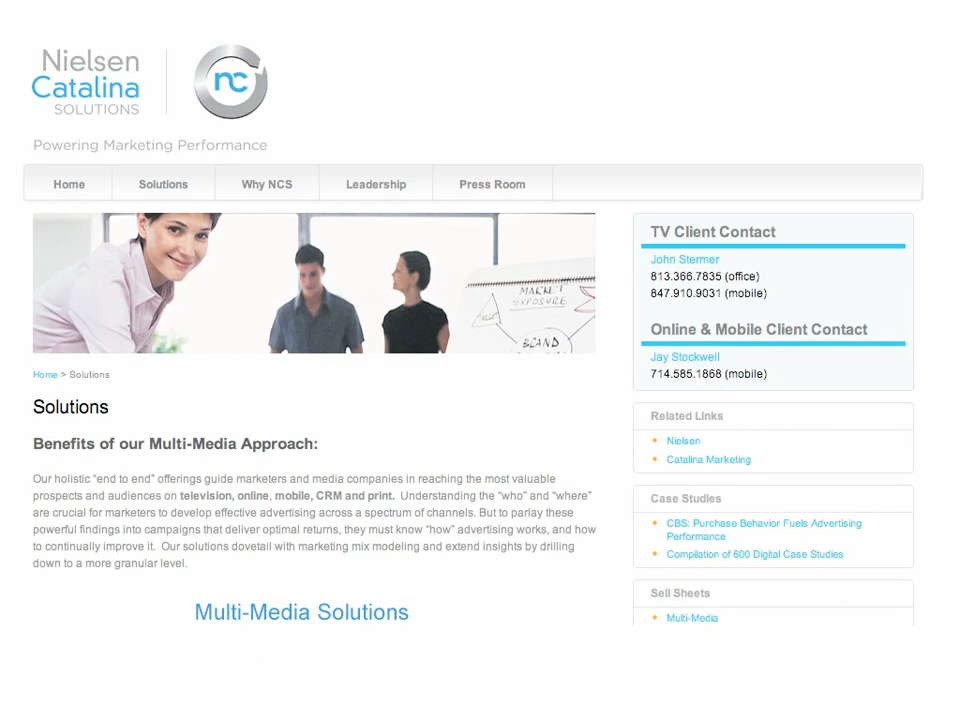 Nielsen
Catalina
SOLUTIONS
nc
Powering Marketing Performance
Home
Solutions
Why NCS
Leadership
Press Room
MARKET
EXPOSURE
BRAND
Home > Solutions
Solutions
Benefits of our Multi-Media Approach:
Our holistic “end to end” offerings guide marketers and media companies in reaching the most valuable
prospects and audiences on television, online, mobile, CRM and print.  Understanding the “who” and “where”
are crucial for marketers to develop effective advertising across a spectrum of channels. But to parlay these
powerful findings into campaigns that deliver optimal returns, they must know “how” advertising works, and how
to continually improve it.  Our solutions dovetail with marketing mix modeling and extend insights by drilling
down to a more granular level.
Multi-Media Solutions
TV Client Contact
John Stermer
813.366.7835 (office)
847.910.9031 (mobile)
Online & Mobile Client Contact
Jay Stockwell
714.585.1868 (mobile)
Related Links
Nielsen
Catalina Marketing
Case Studies
CBS: Purchase Behavior Fuels Advertising
Performance
Compilation of 600 Digital Case Studies
Sell Sheets
Multi-Media